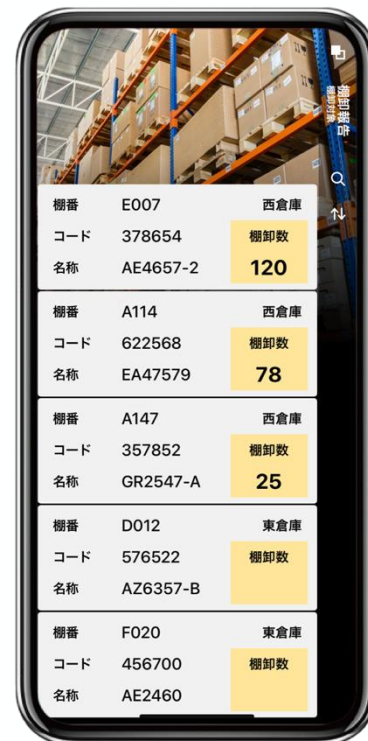 棚卸報告
棚卸対象
棚番 E007 西倉庫
コード 378654 棚卸数
名称 AE4657-2 120
棚番 A114 西倉庫
コード 622568 棚卸数
名称 EA47579 78
棚番 A147 西倉庫
コード 357852 棚卸数
名称 GR2547-A 25
棚番 D012 東倉庫
コード 576522 棚卸数
名称 AZ6357-B
棚番 F020 東倉庫
コード 456700 棚卸数
名称 AE2460